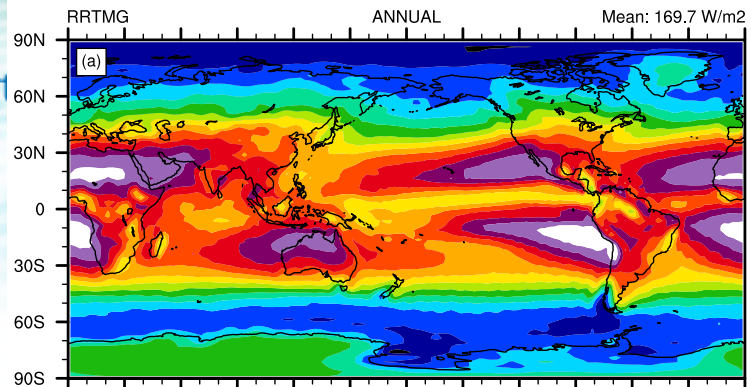 RRTMG ANNUAL Mean: 169.7 W/m2
(a)
90N
60N
30N
0
30S
60S
90S